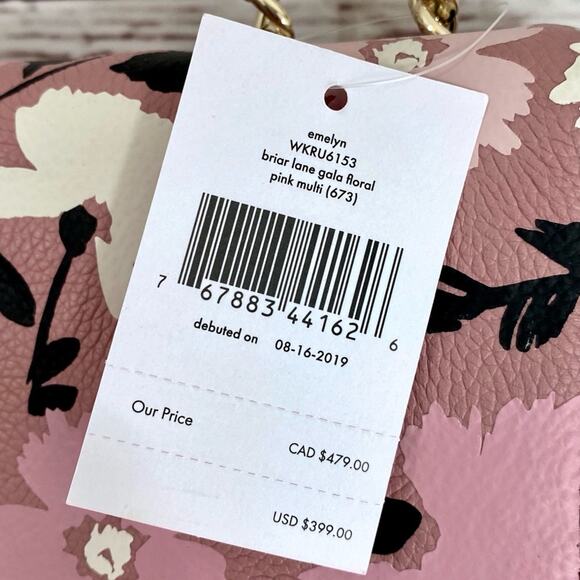 emelyn
WKRU6153
briar lane gala floral
pink multi (673)
7 67883 44162 6
debuted on 08-16-2019
Our Price
CAD $479.00
USD $399.00